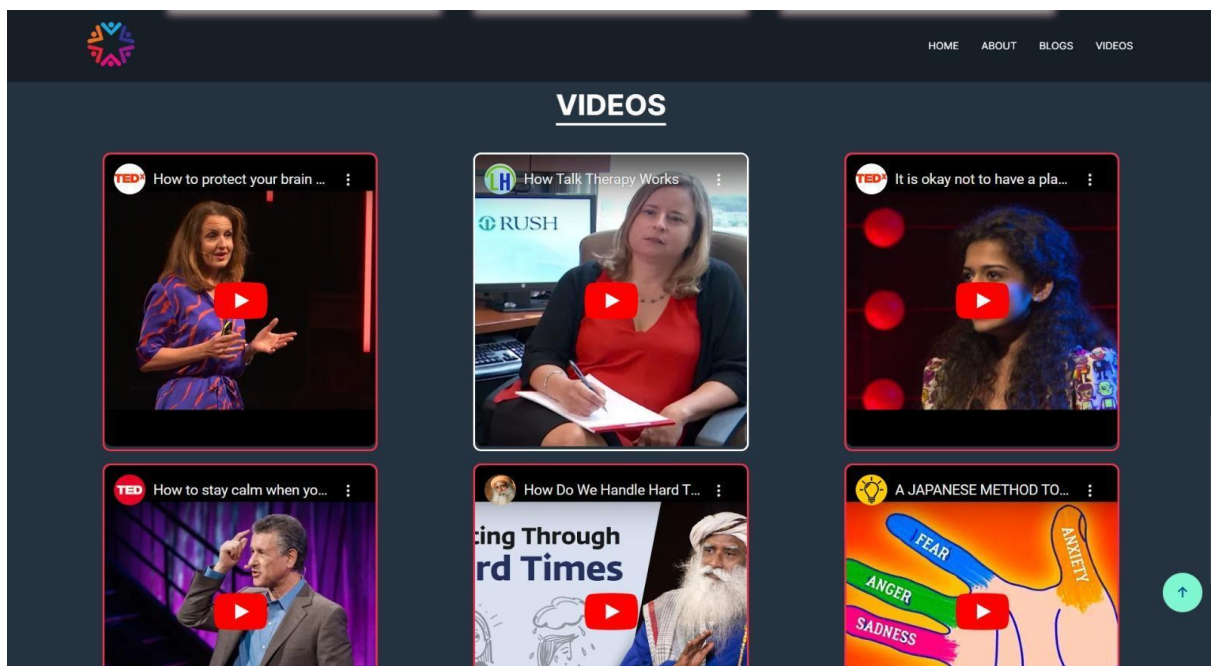 HOME ABOUT BLOGS VIDEOS
VIDEOS
TEDx How to protect your brain ...
LH How Talk Therapy Works
RUSH
TEDx It is okay not to have a pla...
TED How to stay calm when yo...
How Do We Handle Hard T...
ting Through
rd Times
A JAPANESE METHOD TO...
FEAR
ANXIETY
ANGER
SADNESS